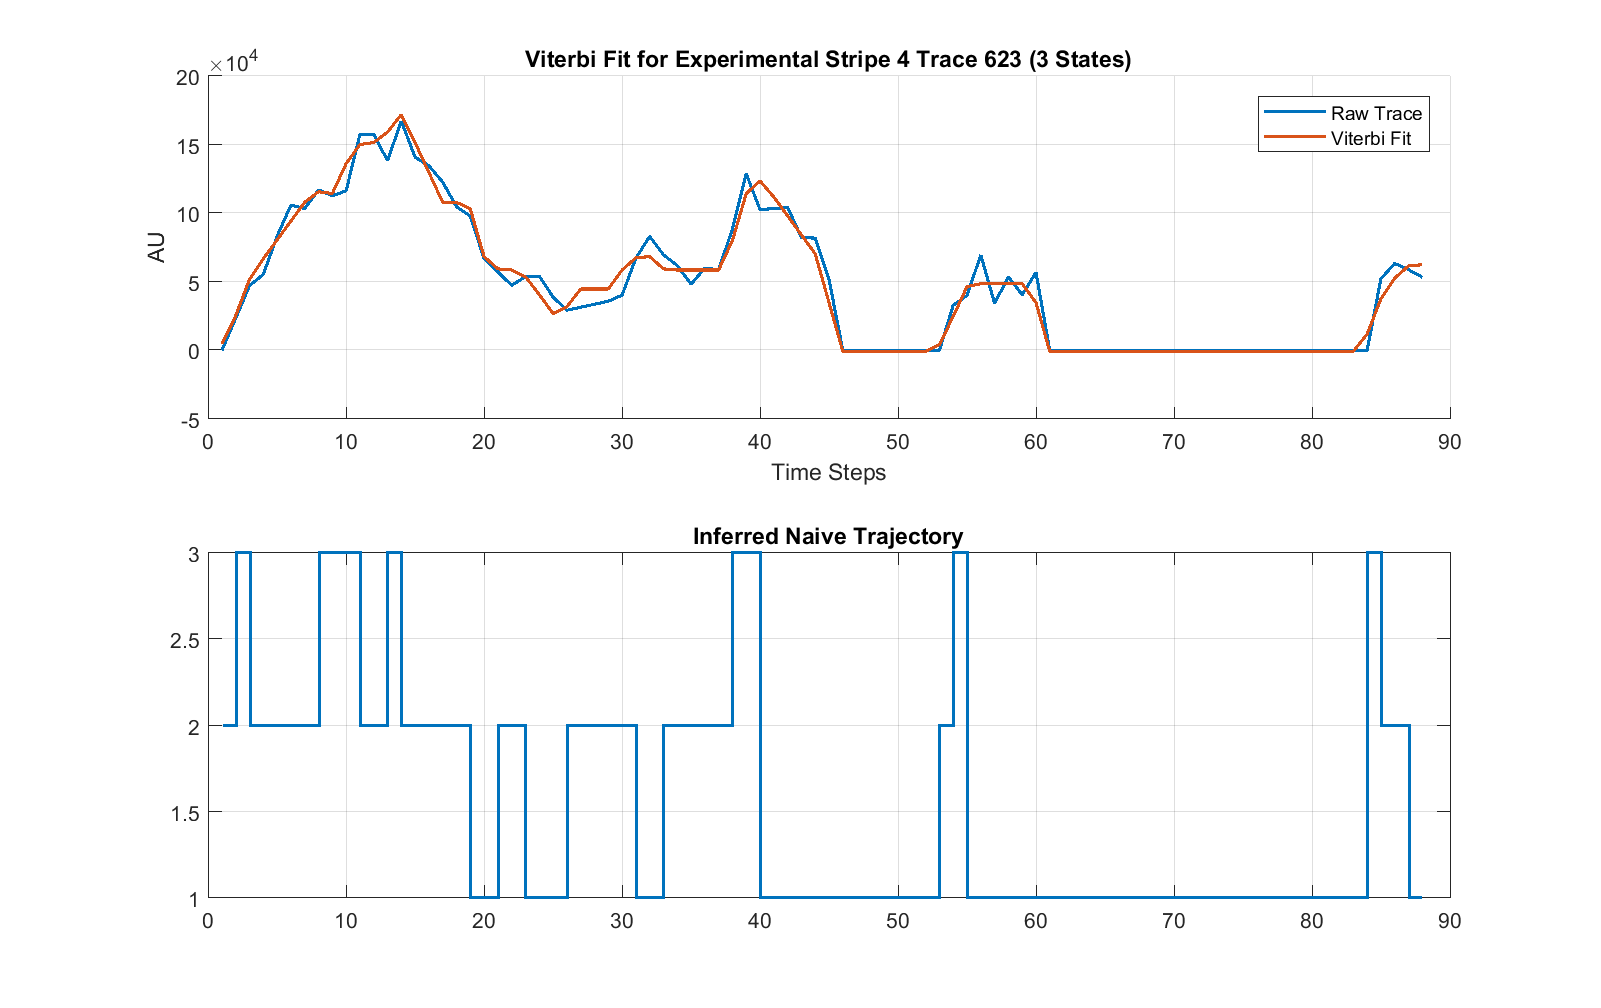 Viterbi Fit for Experimental Stripe 4 Trace 623 (3 States)
×10^4
20
15
10
5
0
-5
AU
Raw Trace
Viterbi Fit
0 10 20 30 40 50 60 70 80 90
Time Steps
Inferred Naive Trajectory
3
2.5
2
1.5
1
0 10 20 30 40 50 60 70 80 90